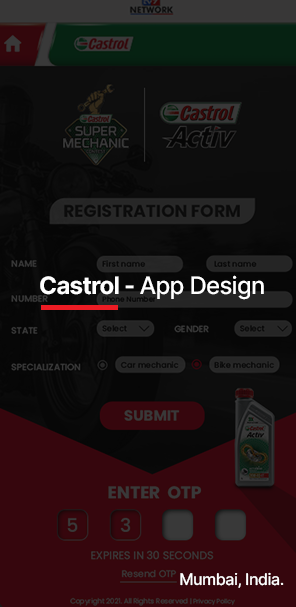 NETWORK
Castrol
CASTROL
SUPER
MECHANIC
Castrol
Activ
REGISTRATION FORM
NAME First name Last name
Castrol - App Design
NUMBER Phone Number
STATE Select GENDER Select
SPECIALIZATION Car mechanic Bike mechanic
SUBMIT
Castrol
Activ
ENTER OTP
5 3
EXPIRES IN 30 SECONDS
Resend OTP
Mumbai, India.
Copyright 2021. All Rights Reserved | Privacy Policy